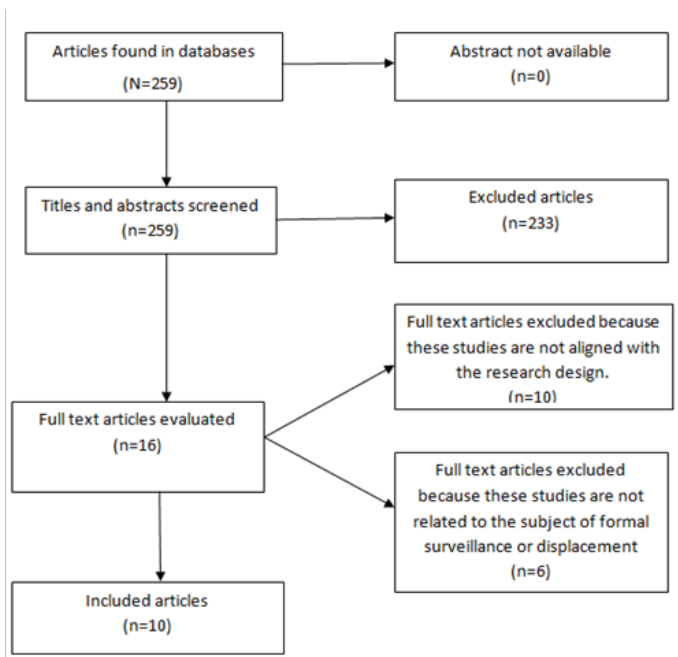 Articles found in databases
(N=259)
Abstract not available
(n=0)
Titles and abstracts screened
(n=259)
Excluded articles
(n=233)
Full text articles excluded because
these studies are not aligned with
the research design.
(n=10)
Full text articles evaluated
(n=16)
Full text articles excluded
because these studies are not
related to the subject of formal
surveillance or displacement
(n=6)
Included articles
(n=10)